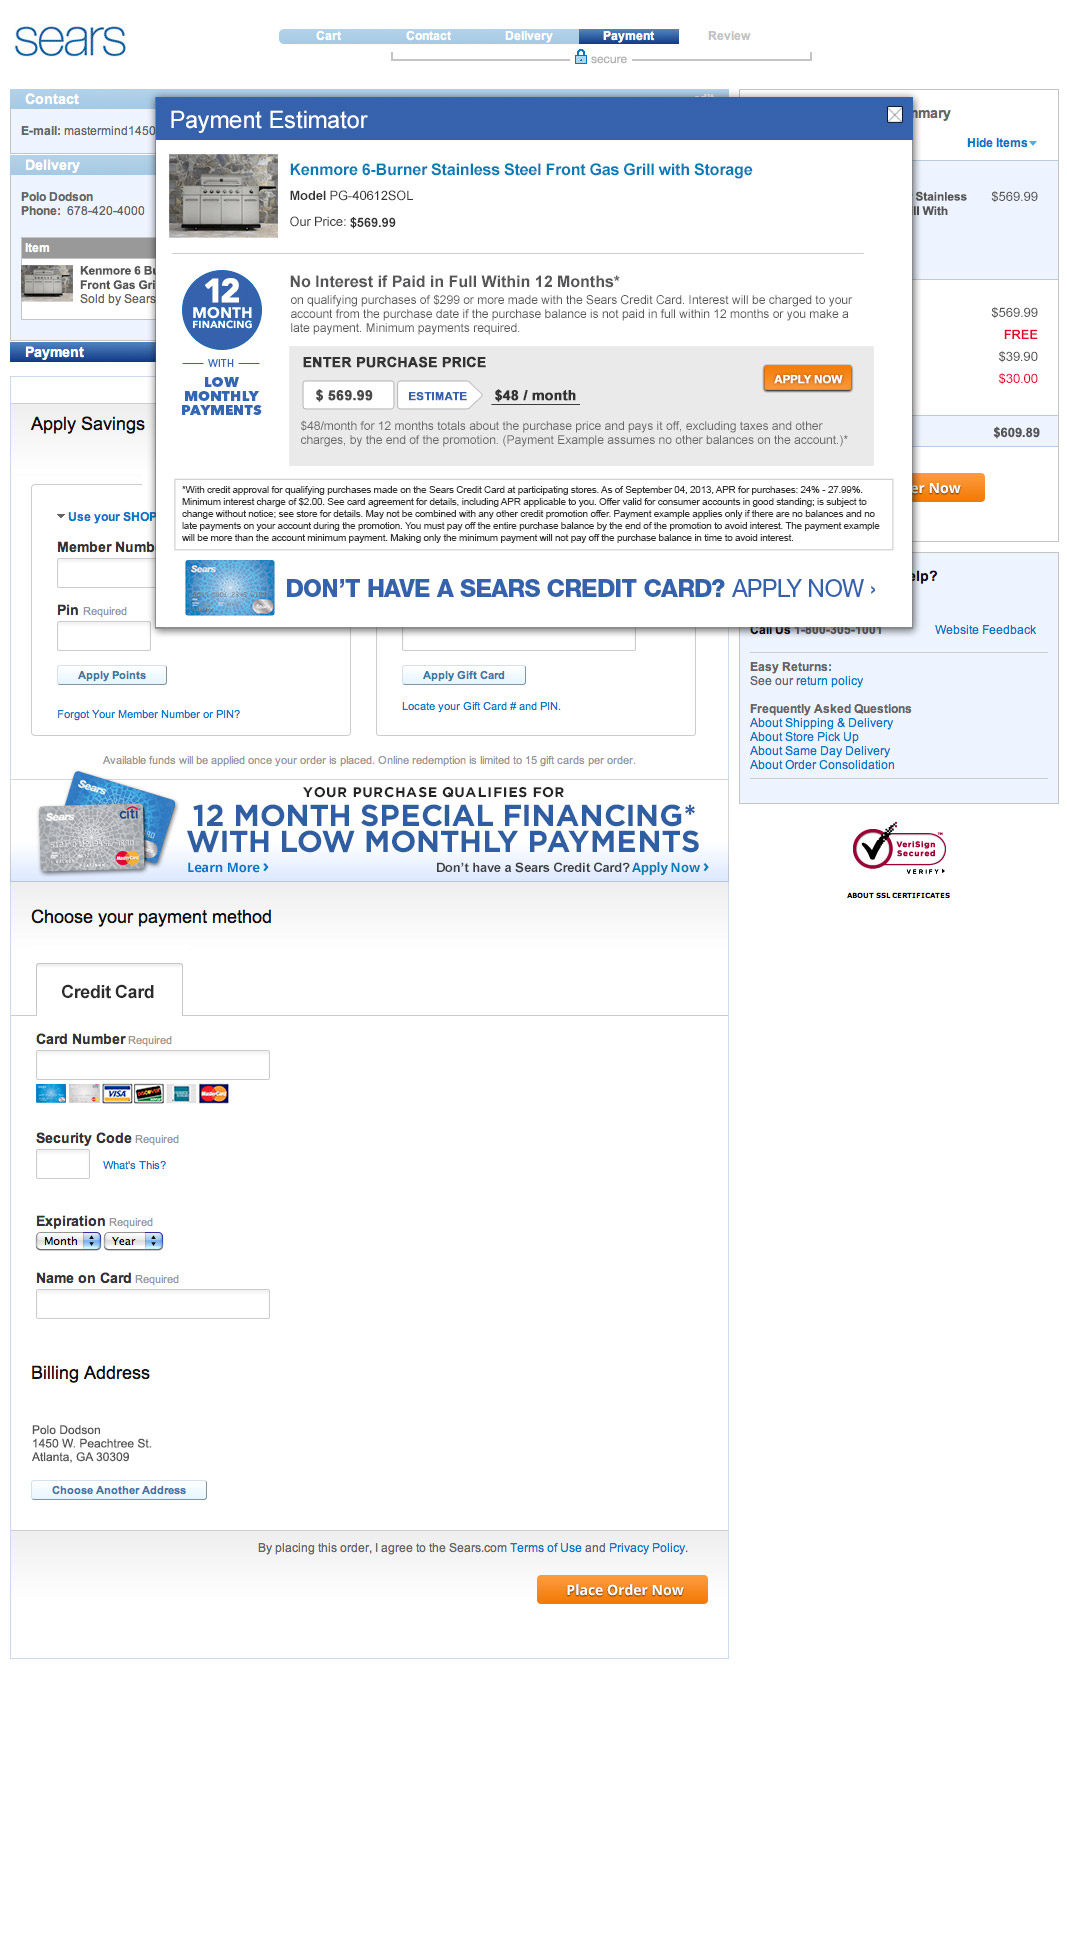 sears
Cart Contact Delivery Payment Review
secure
Contact
E-mail: mastermind1450
Delivery
Polo Dodson
Phone: 678-420-4000
Item
Kenmore 6 Bu
Front Gas Gri
Sold by Sears
Payment
Payment Estimator
Kenmore 6-Burner Stainless Steel Front Gas Grill with Storage
Model PG-40612SOL
Our Price: $569.99
12
MONTH
FINANCING
WITH
LOW
MONTHLY
PAYMENTS
No Interest if Paid in Full Within 12 Months*
on qualifying purchases of $299 or more made with the Sears Credit Card. Interest will be charged to your
account from the purchase date if the purchase balance is not paid in full within 12 months or you make a
late payment. Minimum payments required.
ENTER PURCHASE PRICE
$ 569.99 ESTIMATE $48 / month
APPLY NOW
$48/month for 12 months totals about the purchase price and pays it off, excluding taxes and other
charges, by the end of the promotion. (Payment Example assumes no other balances on the account.)*
*With credit approval for qualifying purchases made on the Sears Credit Card at participating stores. As of September 04, 2013, APR for purchases: 24% - 27.99%.
Minimum interest charge of $2.00. See card agreement for details, including APR applicable to you. Offer valid for consumer accounts in good standing; is subject to
change without notice; see store for details. May not be combined with any other credit promotion offer. Payment example applies only if there are no balances and no
late payments on your account during the promotion. You must pay off the entire purchase balance by the end of the promotion to avoid interest. The payment example
will be more than the account minimum payment. Making only the minimum payment will not pay off the purchase balance in time to avoid interest.
Sears
DON'T HAVE A SEARS CREDIT CARD? APPLY NOW ›
mmary
Hide Items
Stainless $569.99
ll With
$569.99
FREE
$39.90
$30.00
$609.89
er Now
elp?
Call Us 1-800-305-1001 Website Feedback
Easy Returns:
See our return policy
Frequently Asked Questions
About Shipping & Delivery
About Store Pick Up
About Same Day Delivery
About Order Consolidation
VeriSign
Secured
VERIFY
ABOUT SSL CERTIFICATES
Apply Savings
Use your SHOP
Member Numb
Pin Required
Apply Points
Forgot Your Member Number or PIN?
Apply Gift Card
Locate your Gift Card # and PIN.
Available funds will be applied once your order is placed. Online redemption is limited to 15 gift cards per order.
Sears
Sears citi
MasterCard
YOUR PURCHASE QUALIFIES FOR
12 MONTH SPECIAL FINANCING*
WITH LOW MONTHLY PAYMENTS
Learn More › Don't have a Sears Credit Card? Apply Now ›
Choose your payment method
Credit Card
Card Number Required
VISA DISCOVER MasterCard
Security Code Required
What's This?
Expiration Required
Month Year
Name on Card Required
Billing Address
Polo Dodson
1450 W. Peachtree St.
Atlanta, GA 30309
Choose Another Address
By placing this order, I agree to the Sears.com Terms of Use and Privacy Policy.
Place Order Now